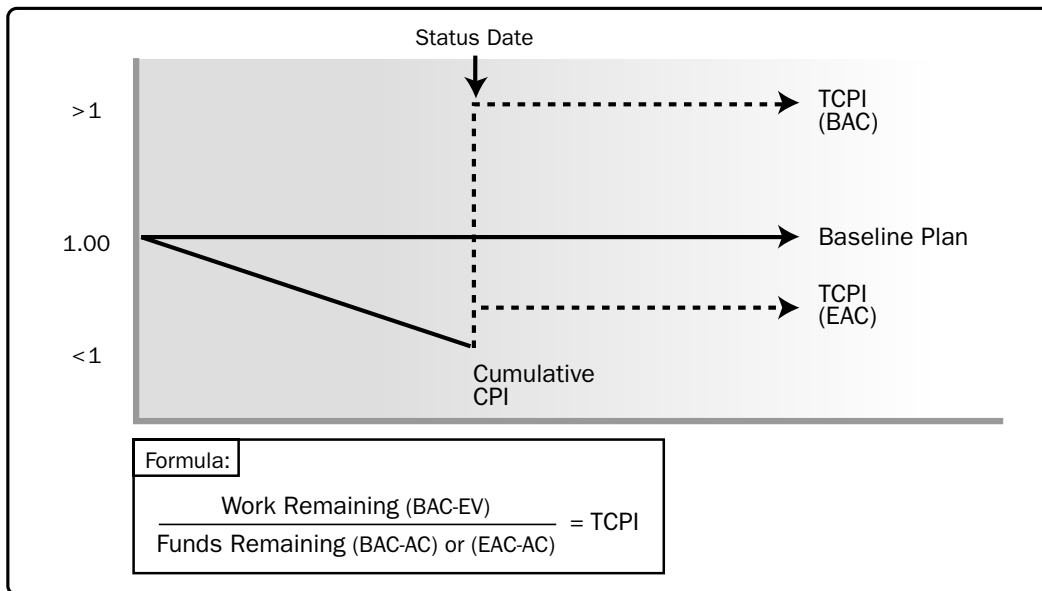 Status Date
>1
TCPI
(BAC)
1.00
Baseline Plan
TCPI
(EAC)
<1
Cumulative
CPI
Formula:
Work Remaining (BAC-EV)
= TCPI
Funds Remaining (BAC-AC) or (EAC-AC)